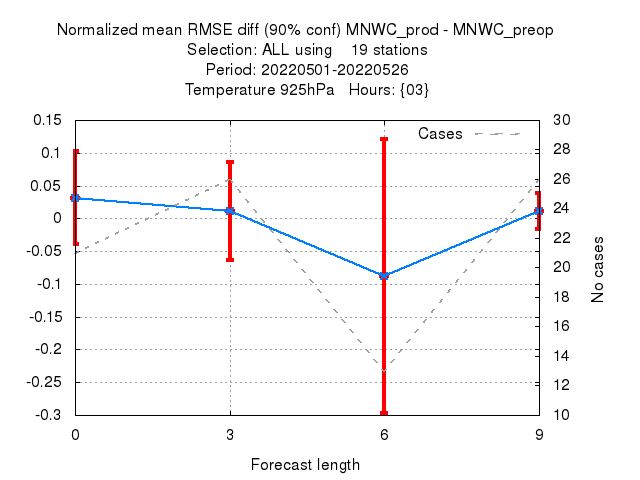 Normalized mean RMSE diff (90% conf) MNWC_prod - MNWC_preop
Selection: ALL using    19 stations
Period: 20220501-20220526
Temperature 925hPa   Hours: {03}
Cases
0.15
0.1
0.05
0
-0.05
-0.1
-0.15
-0.2
-0.25
-0.3
30
28
26
24
22
20
18
16
14
12
10
No cases
0 3 6 9
Forecast length